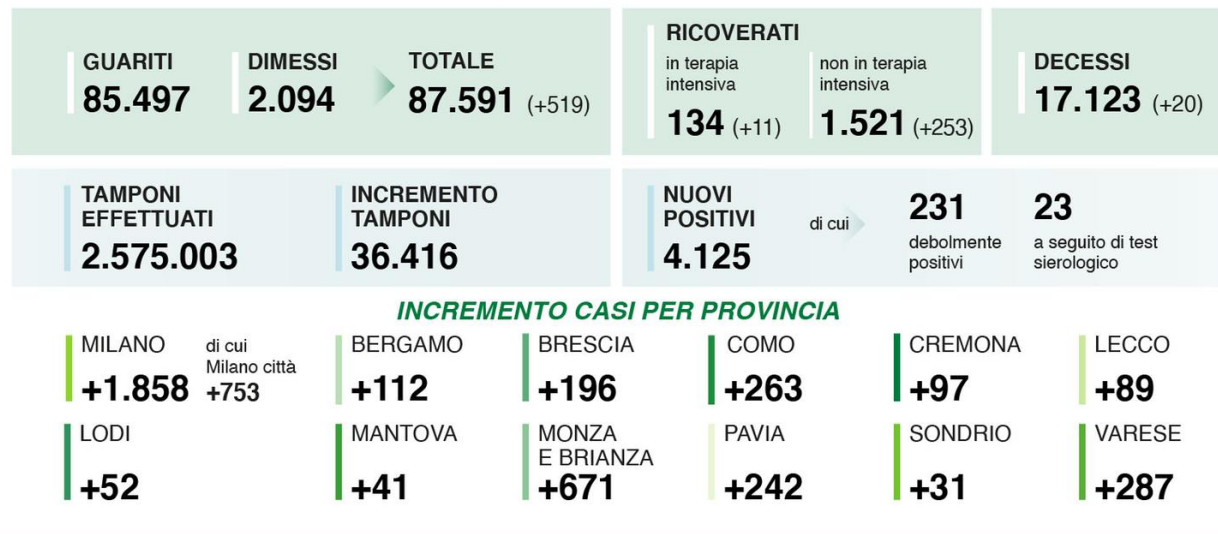 GUARITI
85.497
DIMESSI
2.094
TOTALE
87.591 (+519)
RICOVERATI
in terapia
intensiva
134 (+11)
non in terapia
intensiva
1.521 (+253)
DECESSI
17.123 (+20)
TAMPONI
EFFETTUATI
2.575.003
INCREMENTO
TAMPONI
36.416
NUOVI
POSITIVI
4.125
di cui
231
debolmente
positivi
23
a seguito di test
sierologico
INCREMENTO CASI PER PROVINCIA
MILANO
+1.858
di cui
Milano città
+753
BERGAMO
+112
BRESCIA
+196
COMO
+263
CREMONA
+97
LECCO
+89
LODI
+52
MANTOVA
+41
MONZA
E BRIANZA
+671
PAVIA
+242
SONDRIO
+31
VARESE
+287